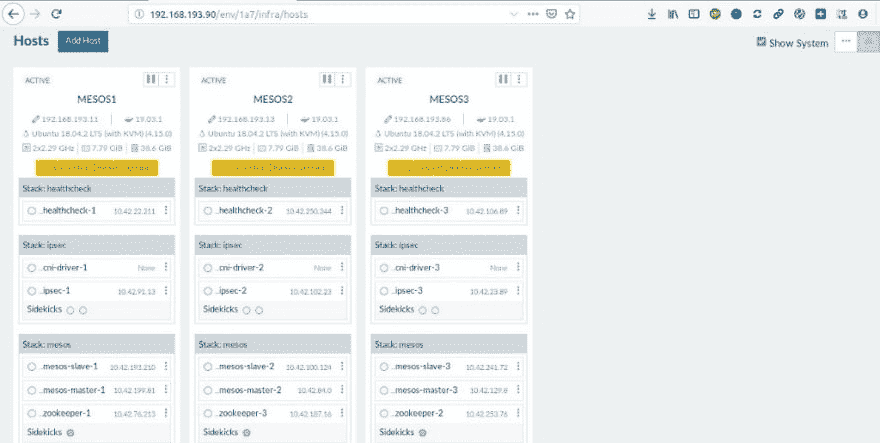 192.168.193.90/env/1a7/infra/hosts
Hosts Add Host Show System
ACTIVE
MESOS1
192.168.193.11 19.03.1
Ubuntu 18.04.2 LTS (with KVM) (4.15.0)
2x2.29 GHz 7.79 GiB 38.6 GiB
Stack: healthcheck
..healthcheck-1 10.42.22.211
Stack: ipsec
..cni-driver-1 None
..ipsec-1 10.42.91.13
Sidekicks
Stack: mesos
..mesos-slave-1 10.42.193.210
..mesos-master-1 10.42.199.81
..zookeeper-1 10.42.76.213
Sidekicks
ACTIVE
MESOS2
192.168.193.13 19.03.1
Ubuntu 18.04.2 LTS (with KVM) (4.15.0)
2x2.29 GHz 7.79 GiB 38.6 GiB
Stack: healthcheck
..healthcheck-2 10.42.250.344
Stack: ipsec
..cni-driver-2 None
..ipsec-2 10.42.102.23
Sidekicks
Stack: mesos
..mesos-slave-2 10.42.100.124
..mesos-master-2 10.42.84.0
..zookeeper-3 10.42.187.16
Sidekicks
ACTIVE
MESOS3
192.168.193.86 19.03.1
Ubuntu 18.04.2 LTS (with KVM) (4.15.0)
2x2.29 GHz 7.79 GiB 38.6 GiB
Stack: healthcheck
..healthcheck-3 10.42.106.89
Stack: ipsec
..cni-driver-3 None
..ipsec-3 10.42.23.89
Sidekicks
Stack: mesos
..mesos-slave-3 10.42.241.72
..mesos-master-3 10.42.129.8
..zookeeper-2 10.42.253.76
Sidekicks